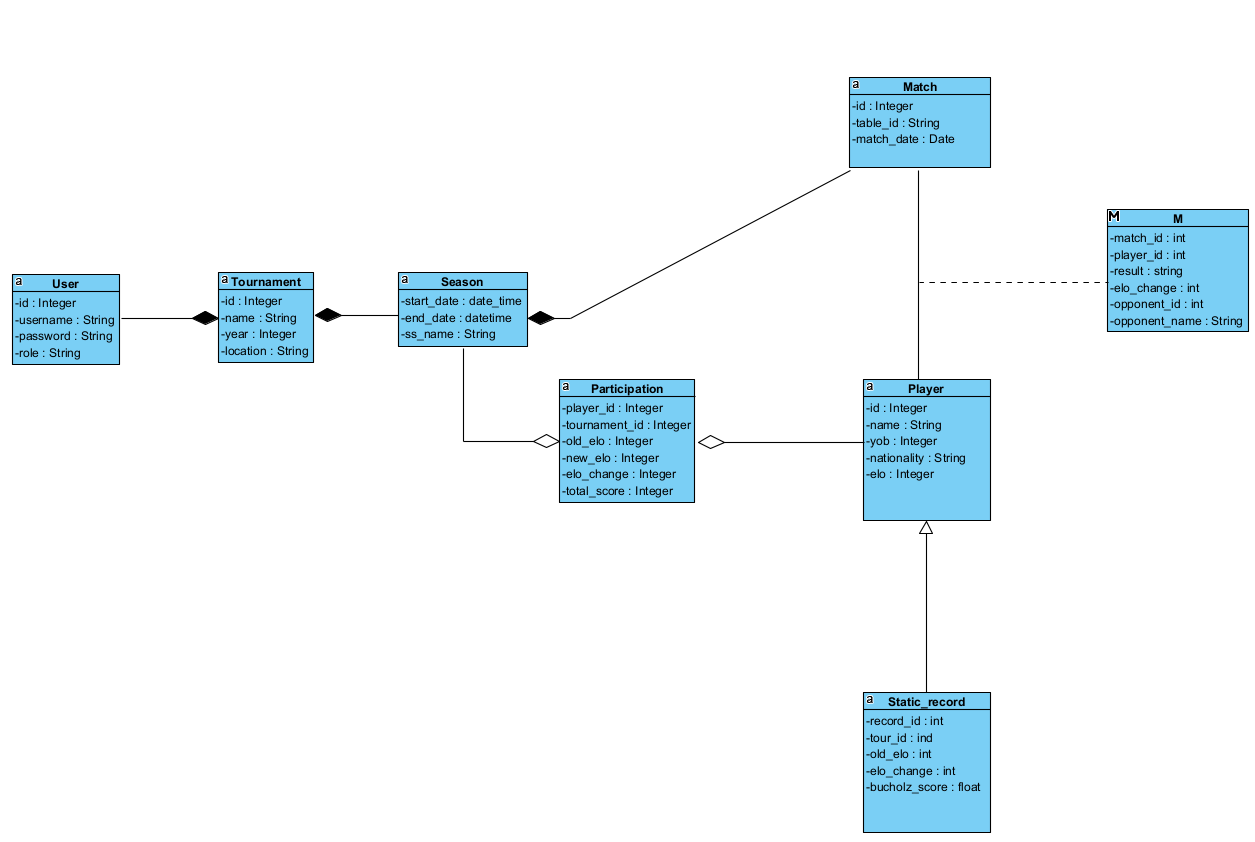 a
Match
-id : Integer
-table_id : String
-match_date : Date
M
M
-match_id : int
-player_id : int
-result : string
-elo_change : int
-opponent_id : int
-opponent_name : String
a
User
-id : Integer
-username : String
-password : String
-role : String
a
Tournament
-id : Integer
-name : String
-year : Integer
-location : String
a
Season
-start_date : date_time
-end_date : datetime
-ss_name : String
a
Participation
-player_id : Integer
-tournament_id : Integer
-old_elo : Integer
-new_elo : Integer
-elo_change : Integer
-total_score : Integer
a
Player
-id : Integer
-name : String
-yob : Integer
-nationality : String
-elo : Integer
a
Static_record
-record_id : int
-tour_id : ind
-old_elo : int
-elo_change : int
-bucholz_score : float